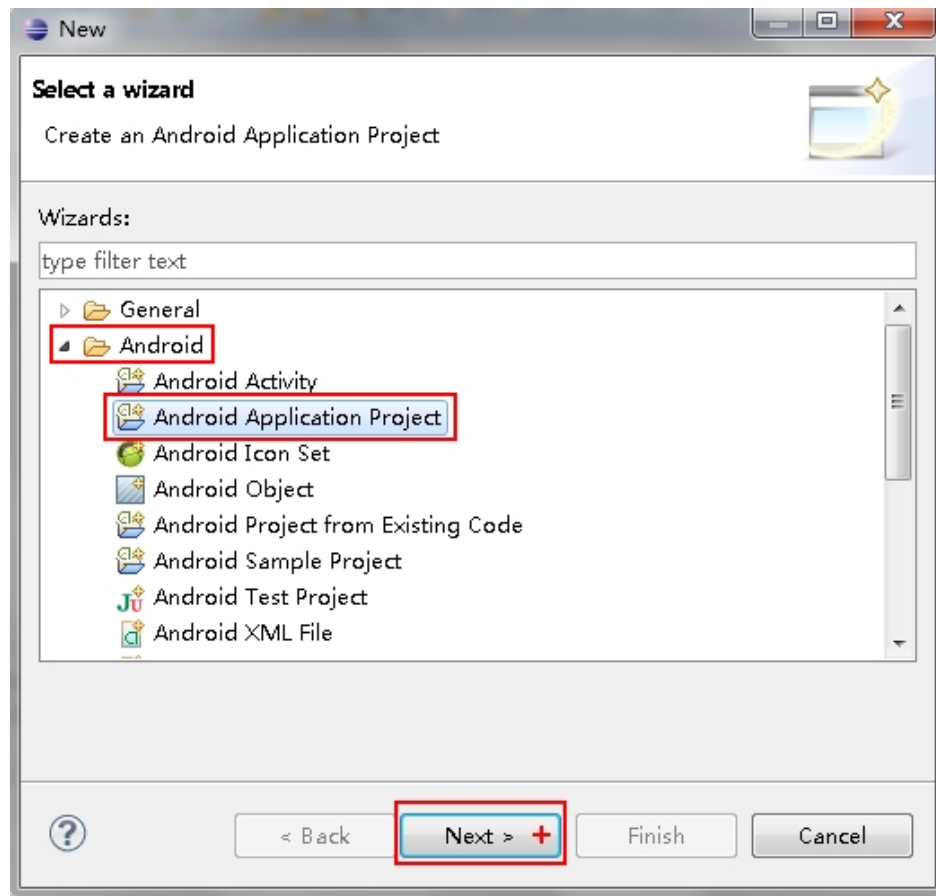 New
Select a wizard
Create an Android Application Project
Wizards:
type filter text
General
Android
Android Activity
Android Application Project
Android Icon Set
Android Object
Android Project from Existing Code
Android Sample Project
Android Test Project
Android XML File
< Back Next > Finish Cancel